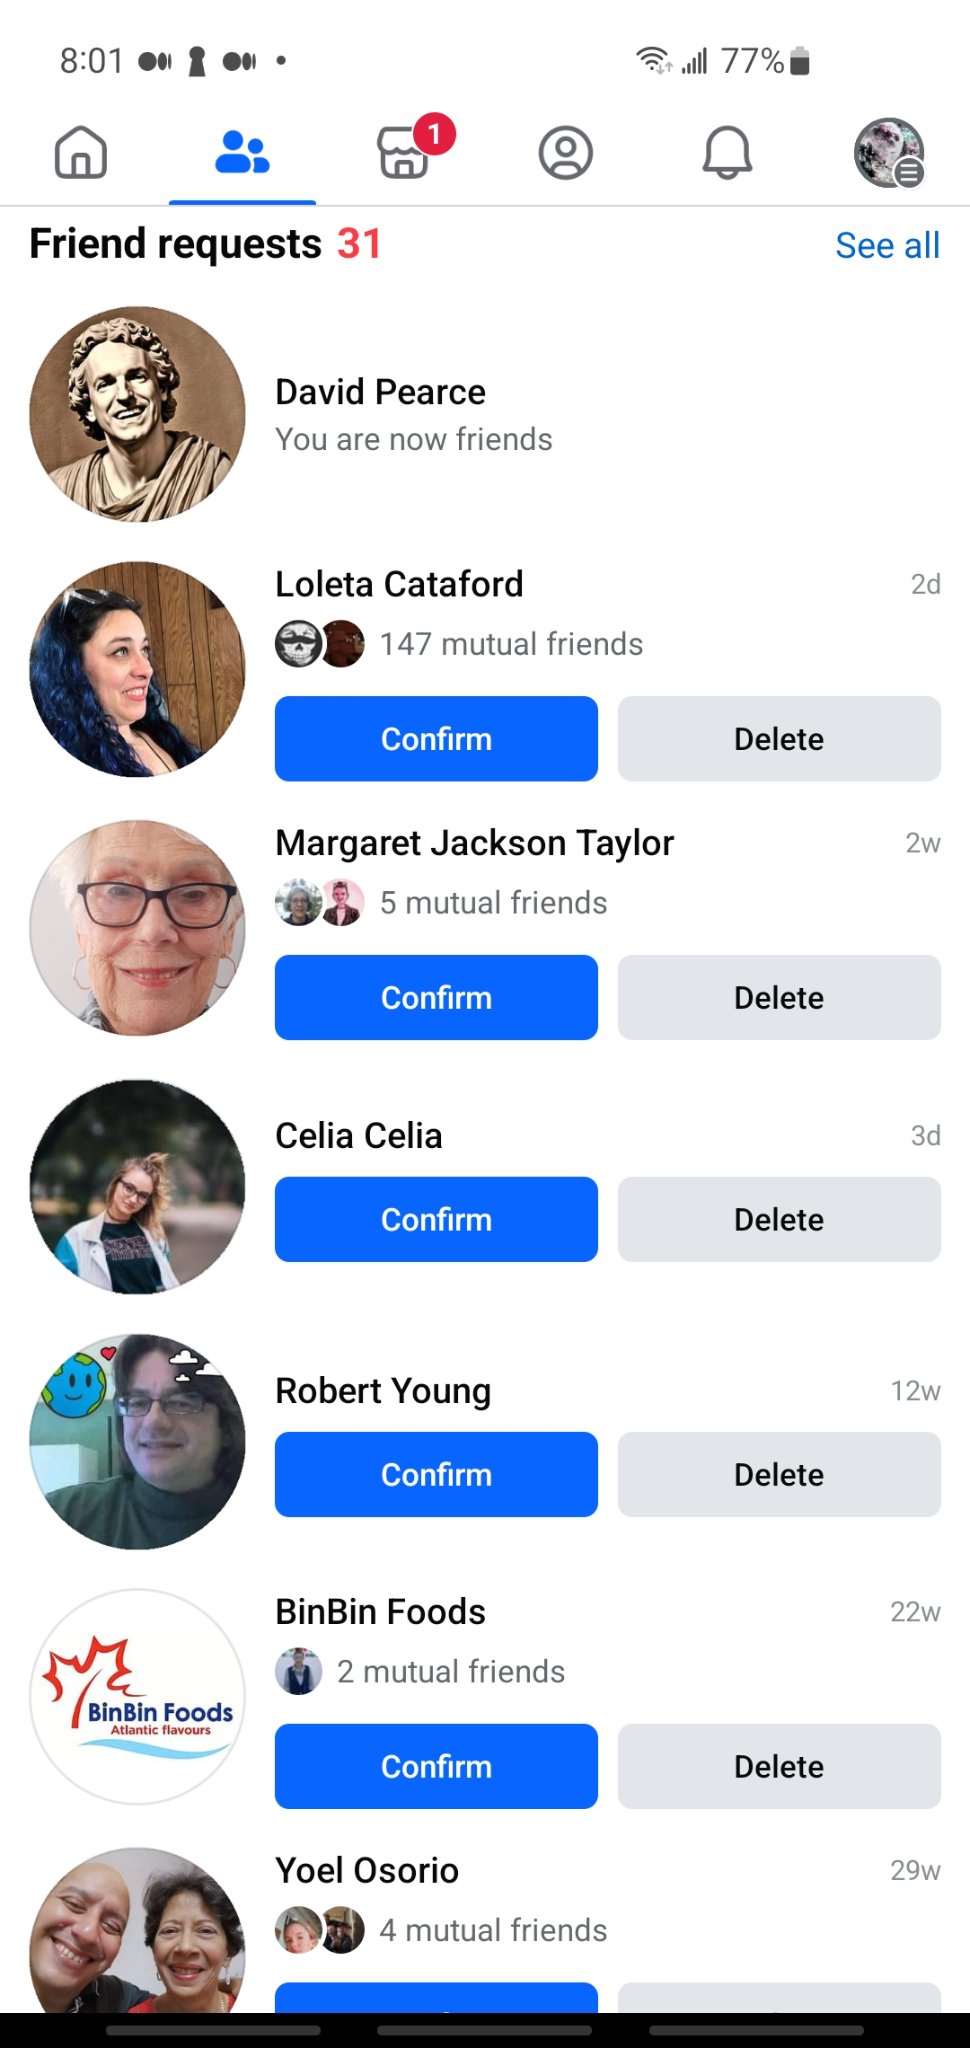 8:01
77%
1
Friend requests 31
See all
David Pearce
You are now friends
Loleta Cataford
2d
147 mutual friends
Confirm
Delete
Margaret Jackson Taylor
2w
5 mutual friends
Confirm
Delete
Celia Celia
3d
Confirm
Delete
Robert Young
12w
Confirm
Delete
BinBin Foods
Atlantic flavours
BinBin Foods
22w
2 mutual friends
Confirm
Delete
Yoel Osorio
29w
4 mutual friends